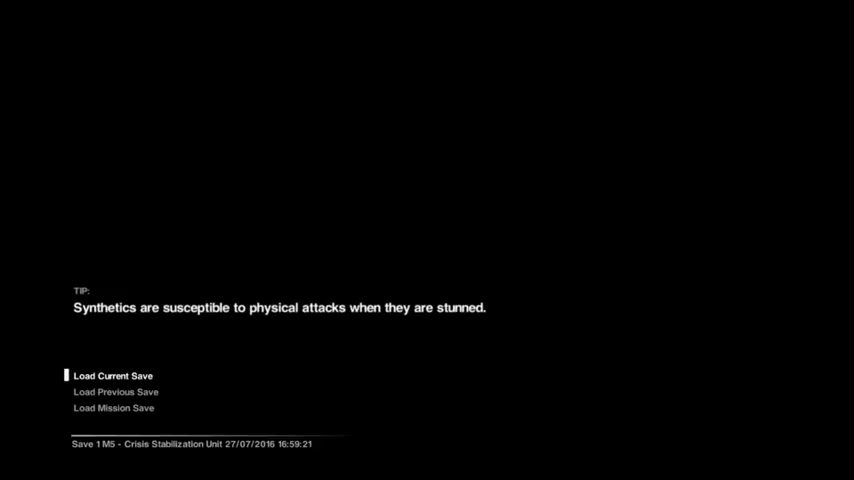 TIP:
Synthetics are susceptible to physical attacks when they are stunned.
Load Current Save
Load Previous Save
Load Mission Save
Save 1 M5 - Crisis Stabilization Unit 27/07/2016 16:59:21